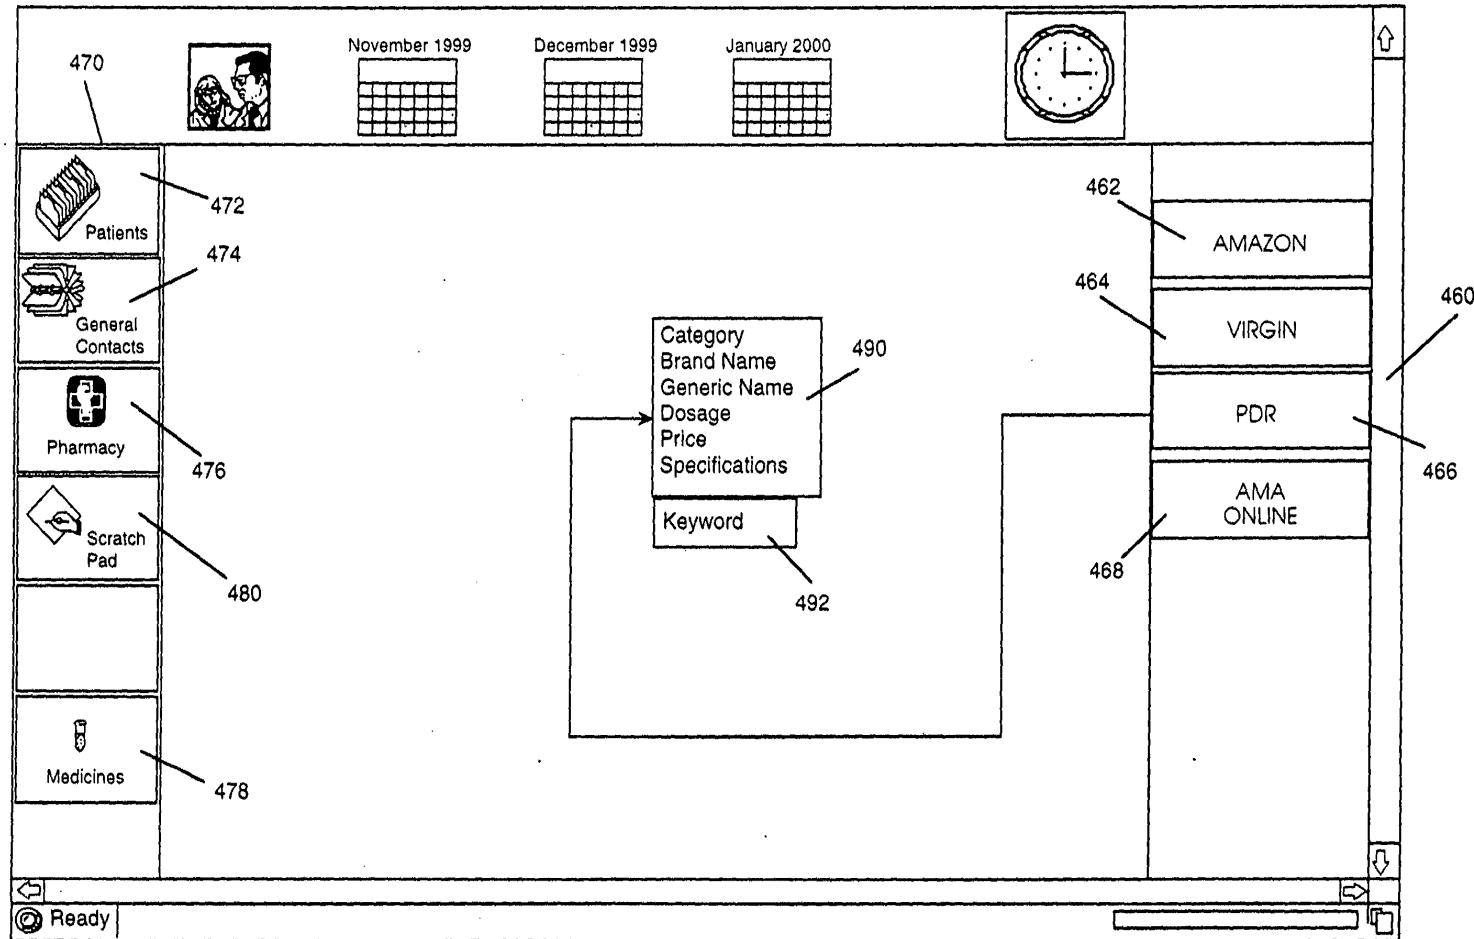 November 1999
December 1999
January 2000
470
472
Patients
474
General
Contacts
476
Pharmacy
480
Scratch
Pad
478
Medicines
Category
Brand Name
Generic Name
Dosage
Price
Specifications
490
Keyword
492
462
AMAZON
464
VIRGIN
460
PDR
466
AMA
ONLINE
468
Ready